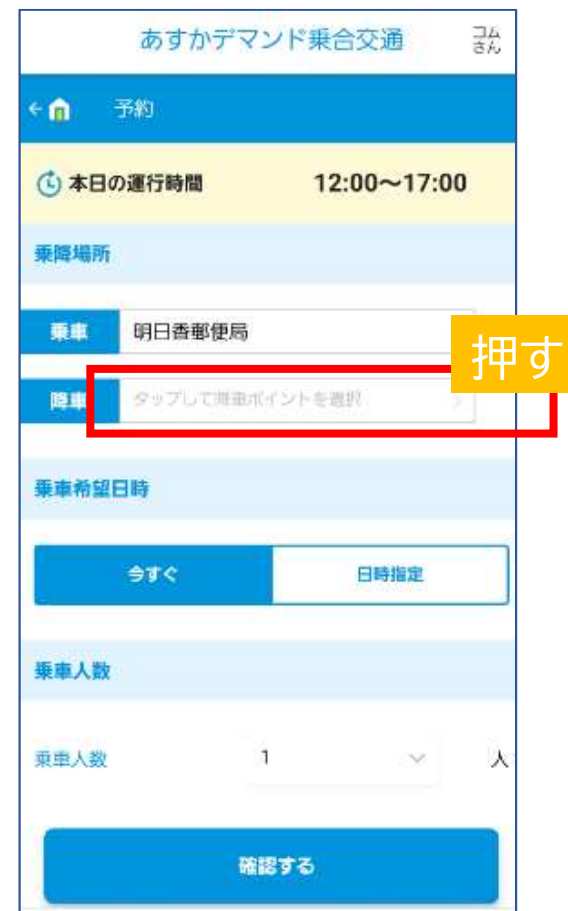 あすかデマンド乗合交通
コム
さん
予約
本日の運行時間 12:00～17:00
乗降場所
乗車 明日香郵便局
押す
降車 タップして降車ポイントを選択
乗車希望日時
今すぐ 日時指定
乗車人数
乗車人数 1 人
確認する